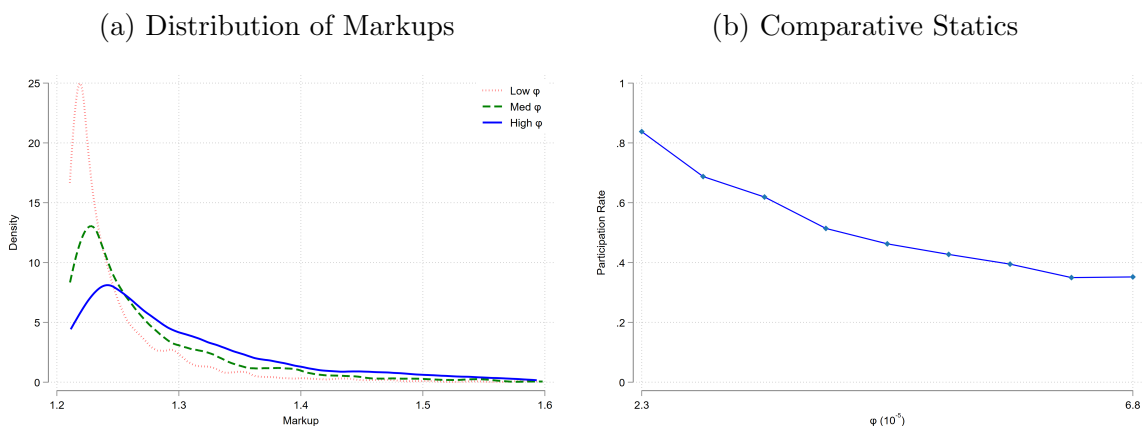 (a) Distribution of Markups
25
20
15
10
5
0
Density
1.2 1.3 1.4 1.5 1.6
Markup
Low φ
Med φ
High φ
(b) Comparative Statics
1
.8
.6
.4
.2
0
Participation Rate
2.3 6.8
φ (10⁻⁵)